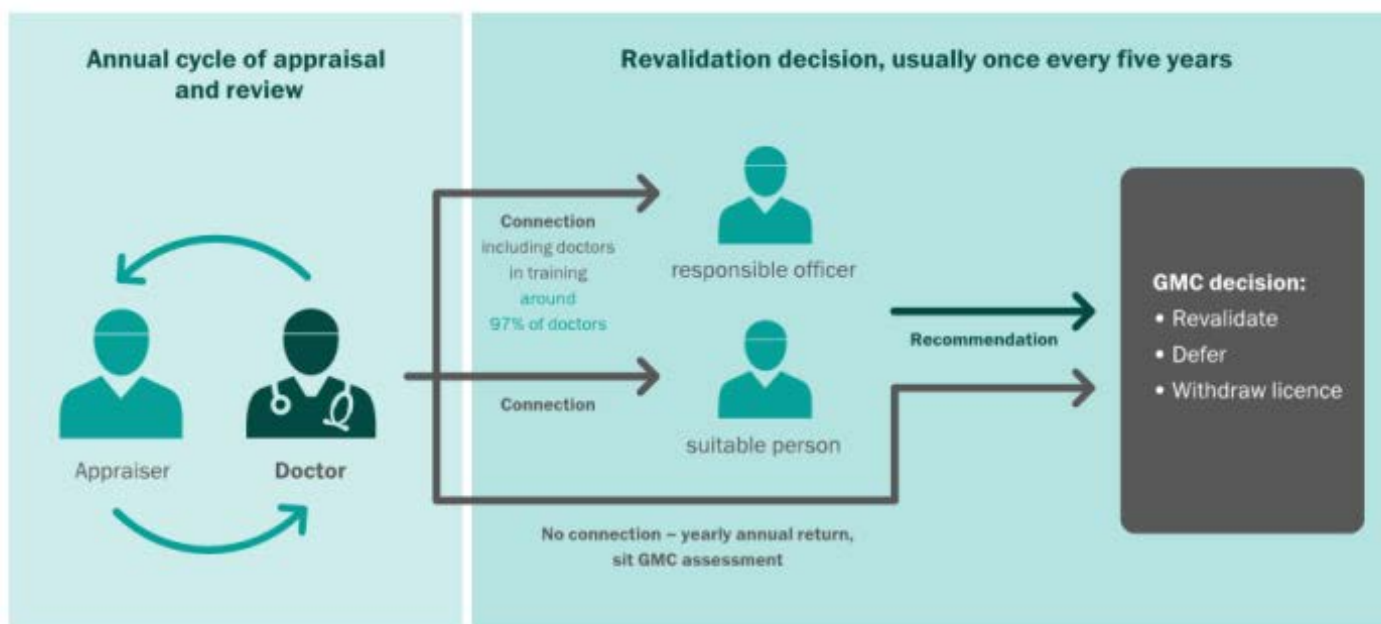 Annual cycle of appraisal
and review
Appraiser
Doctor
Revalidation decision, usually once every five years
Connection
including doctors
in training
around
97% of doctors
responsible officer
Connection
suitable person
Recommendation
No connection – yearly annual return,
sit GMC assessment
GMC decision:
• Revalidate
• Defer
• Withdraw licence